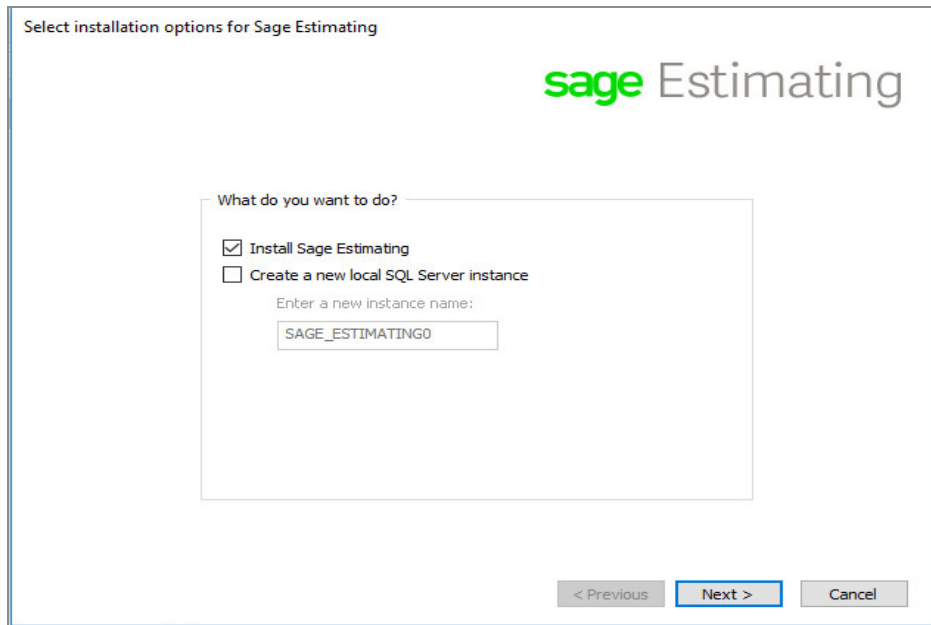 Select installation options for Sage Estimating
sage Estimating
What do you want to do?
Install Sage Estimating
Create a new local SQL Server instance
Enter a new instance name:
SAGE_ESTIMATING0
< Previous
Next >
Cancel